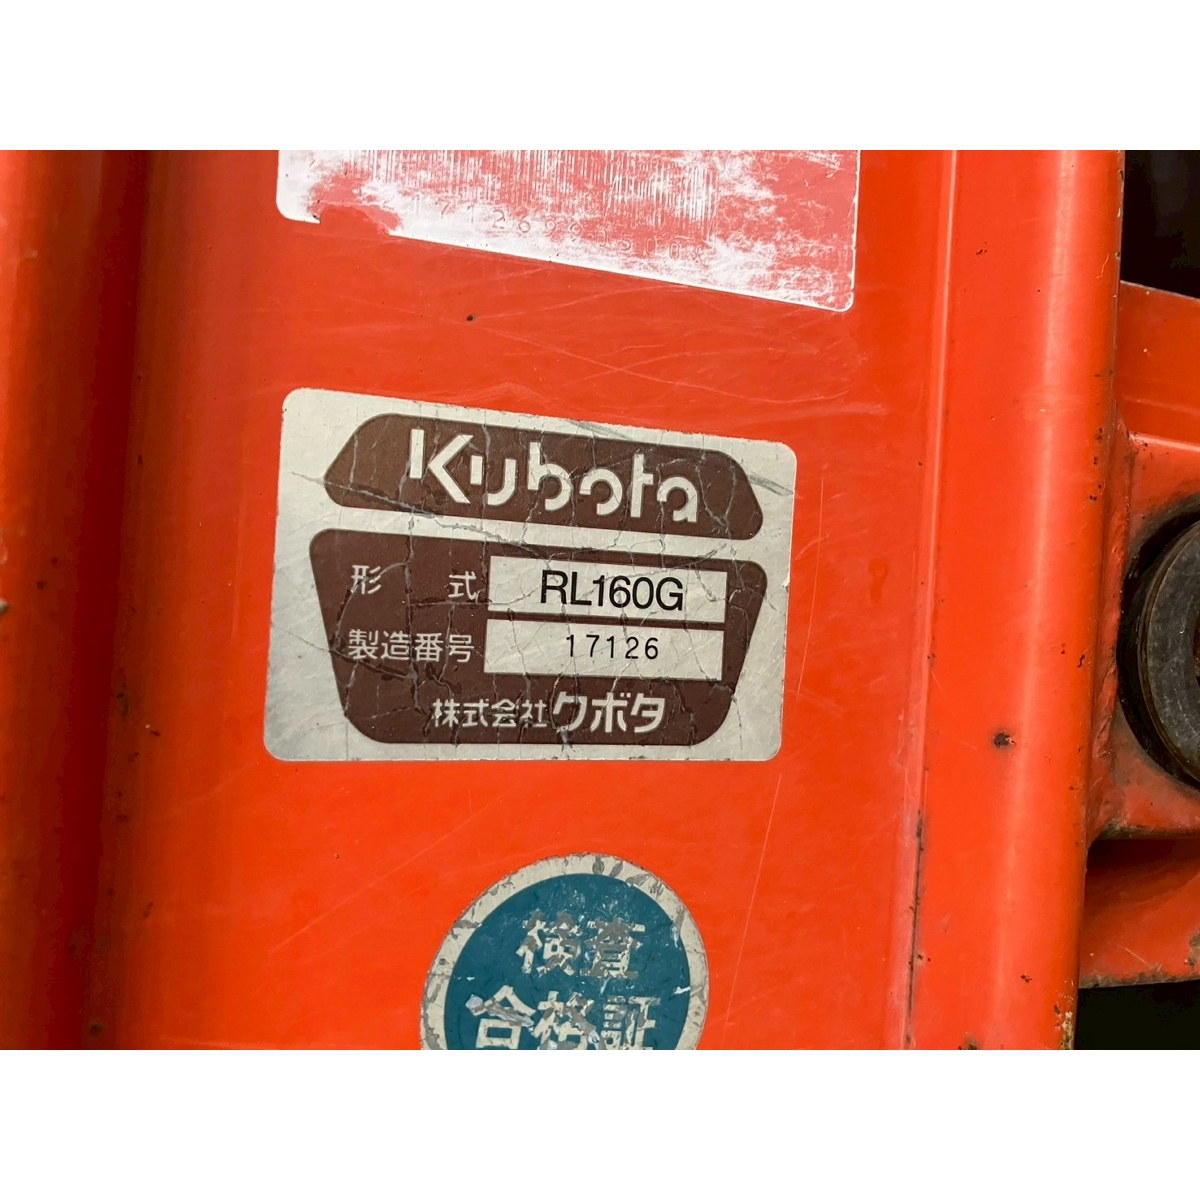 Kubota
形式 RL160G
製造番号 17126
株式会社クボタ
検査
合格証